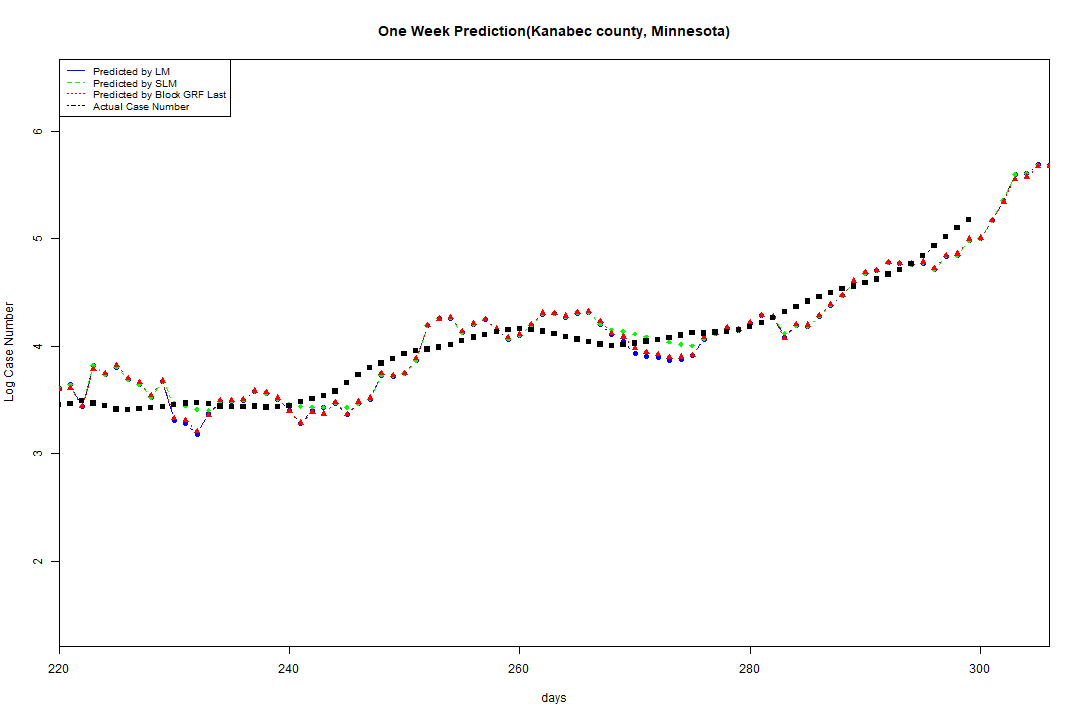 One Week Prediction(Kanabec county, Minnesota)
Predicted by LM
Predicted by SLM
Predicted by Block GRF Last
Actual Case Number
6
5
4
3
2
Log Case Number
220
240
260
280
300
days